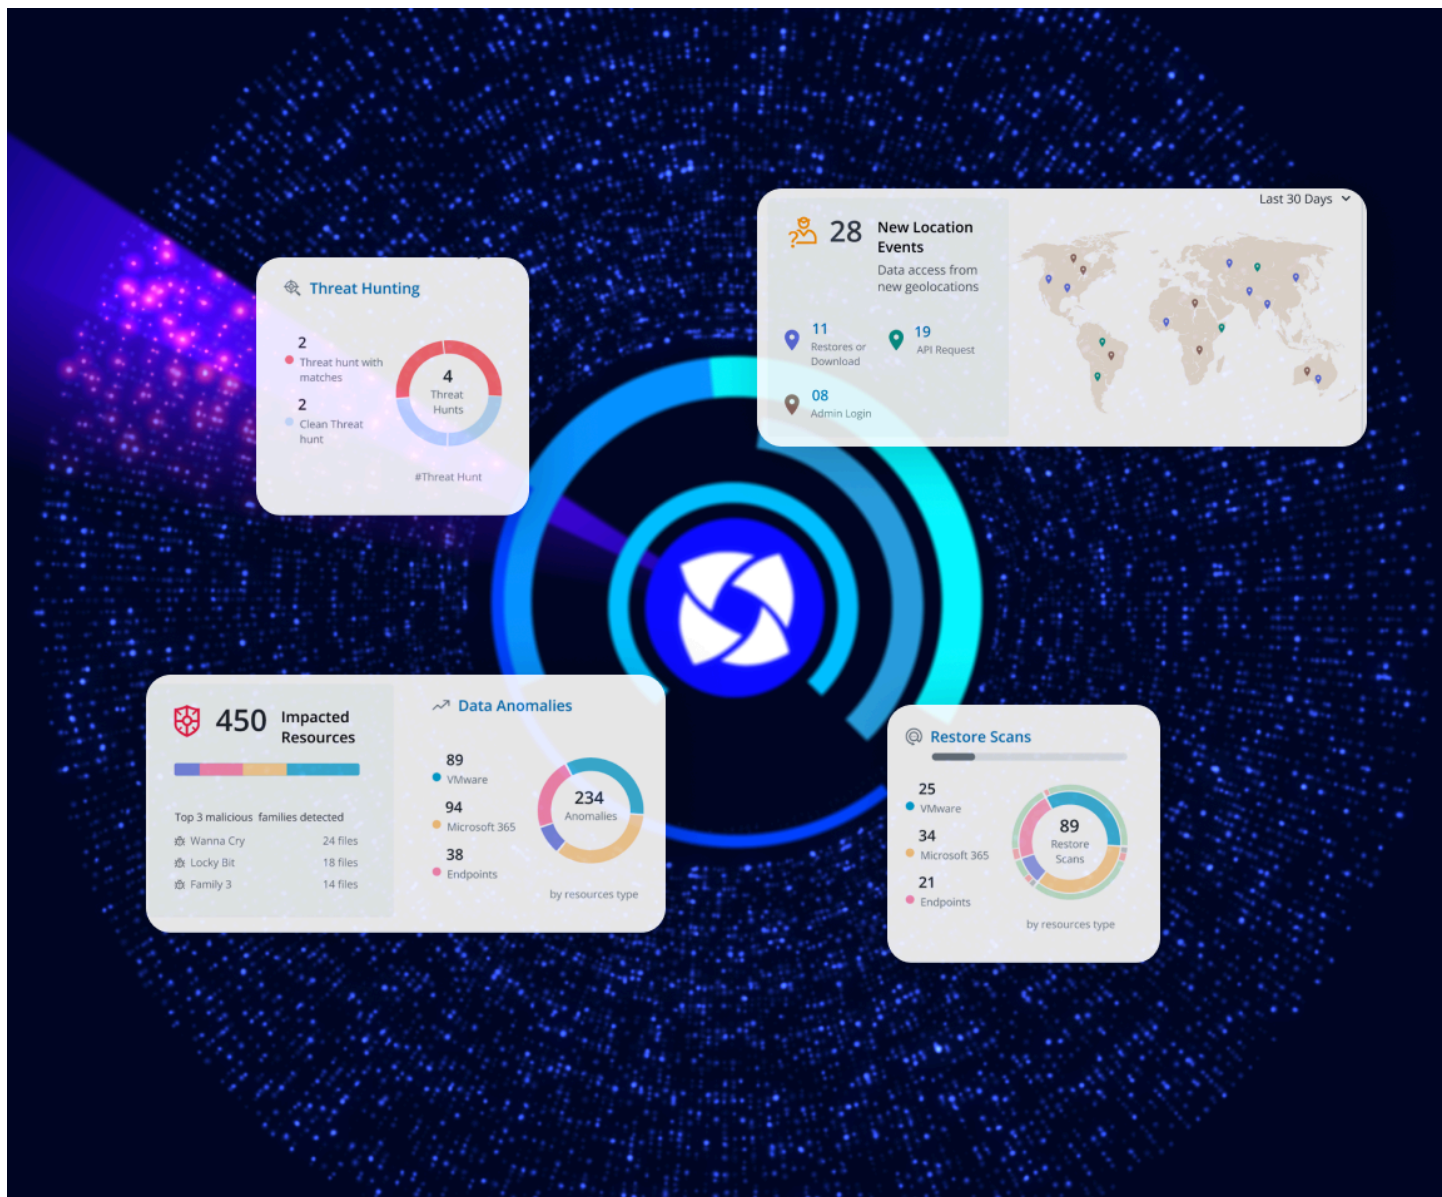 Last 30 Days
28
New Location
Events
Data access from
new geolocations
11
Restores or
Download
19
API Request
08
Admin Login
Threat Hunting
2
Threat hunt with
matches
2
Clean Threat
hunt
4
Threat
Hunts
#Threat Hunt
450
Impacted
Resources
Top 3 malicious families detected
Wanna Cry 24 files
Locky Bit 18 files
Family 3 14 files
Data Anomalies
89
VMware
94
Microsoft 365
38
Endpoints
234
Anomalies
by resources type
Restore Scans
25
VMware
34
Microsoft 365
21
Endpoints
89
Restore
Scans
by resources type